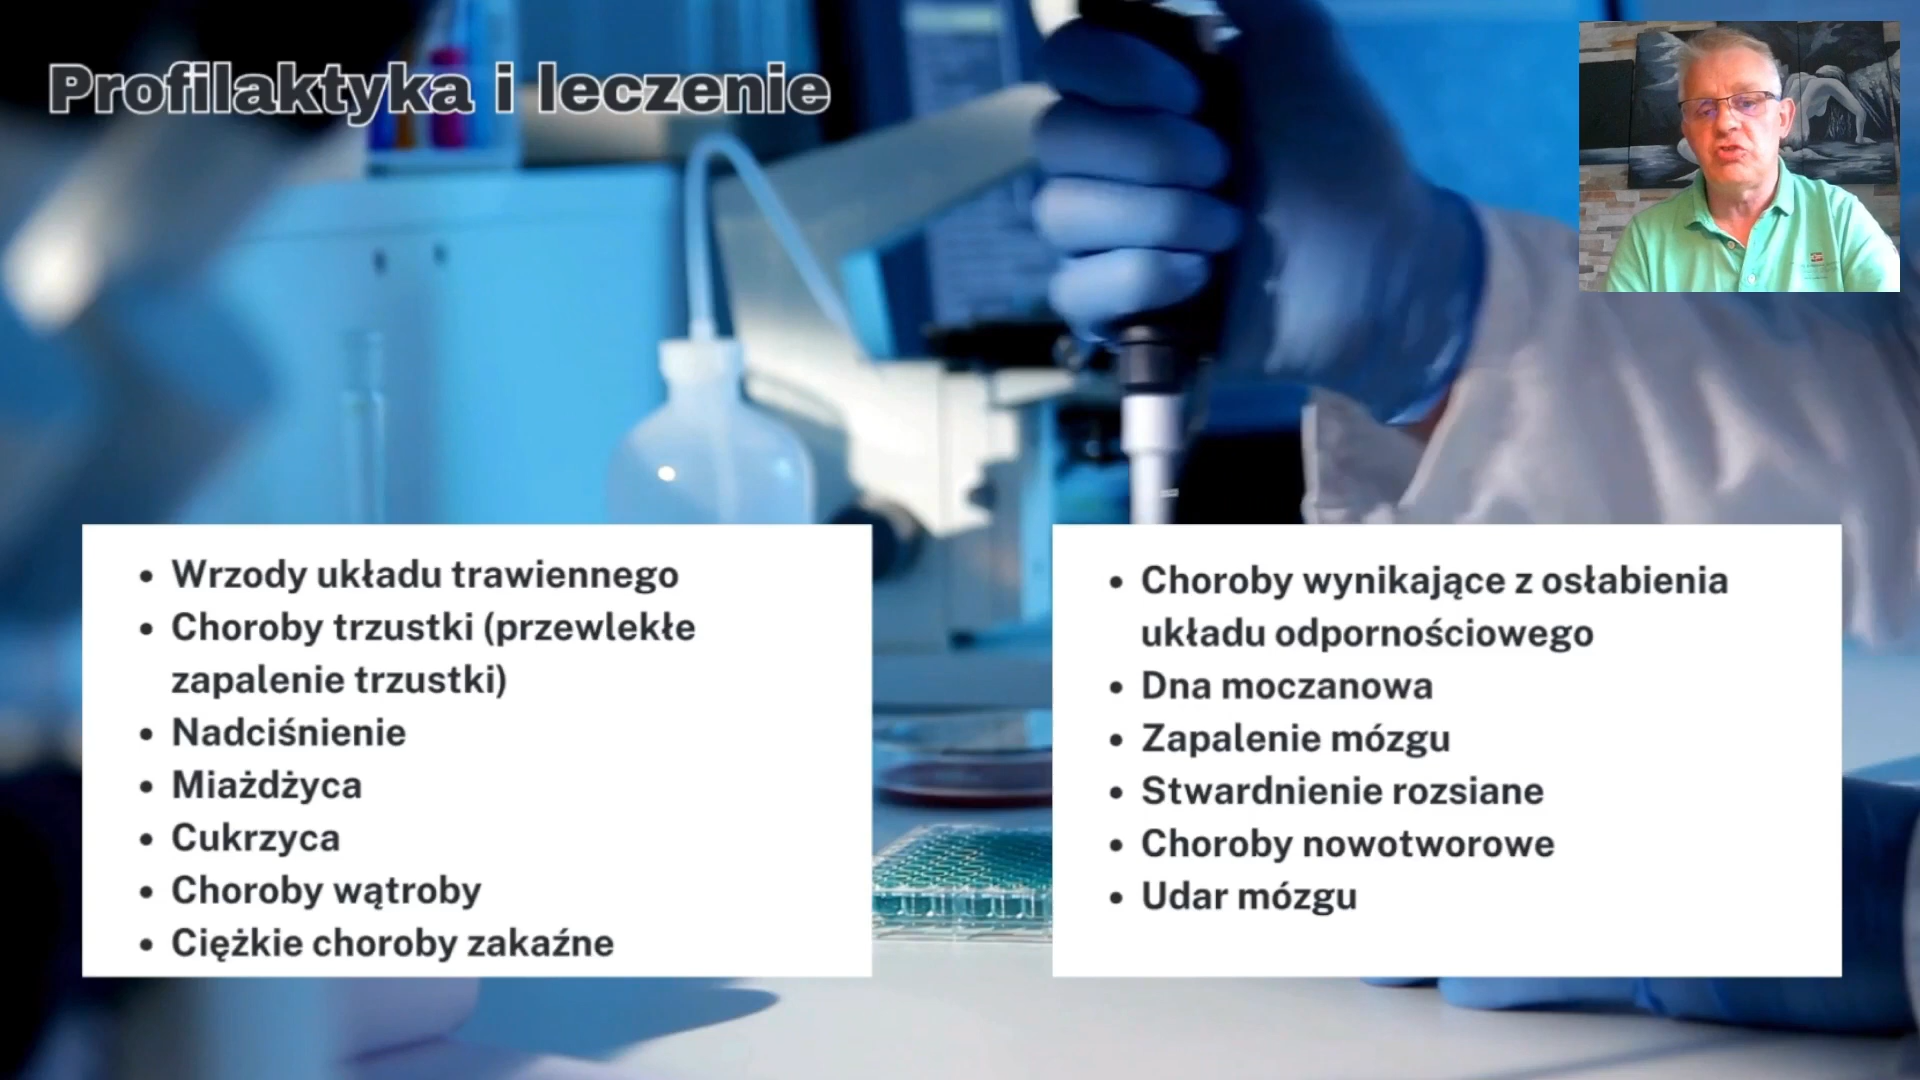 Profilaktyka i leczenie
• Wrzody układu trawiennego
• Choroby trzustki (przewlekłe
zapalenie trzustki)
• Nadciśnienie
• Miażdżyca
• Cukrzyca
• Choroby wątroby
• Ciężkie choroby zakaźne
• Choroby wynikające z osłabienia
układu odpornościowego
• Dna moczanowa
• Zapalenie mózgu
• Stwardnienie rozsiane
• Choroby nowotworowe
• Udar mózgu